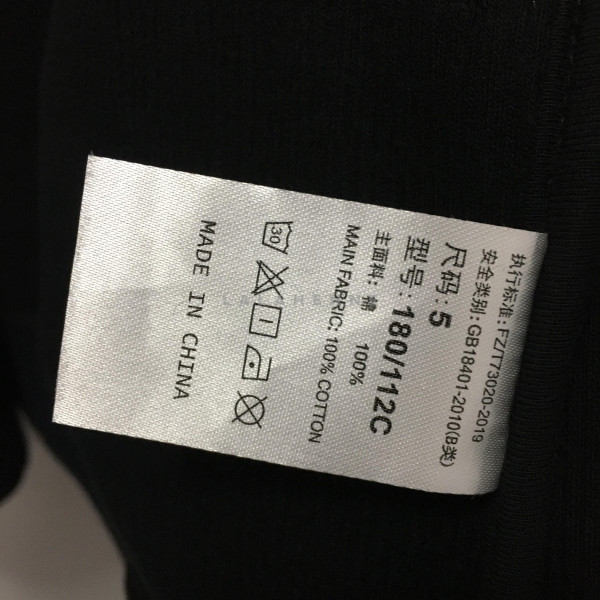 执行标准：FZ/T73020-2019
安全类别：GB18401-2010(B类)
尺码：5
型号：180/112C
主面料：棉 100%
MAIN FABRIC: 100% COTTON
30
MADE IN CHINA